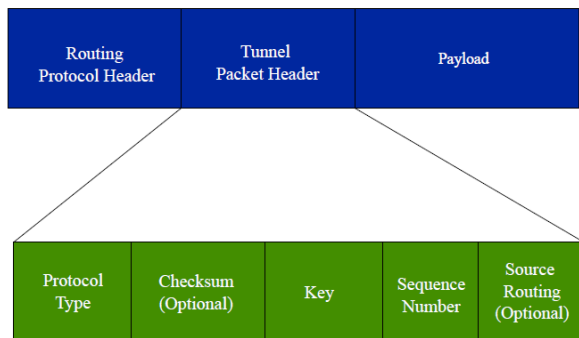 Routing
Protocol Header
Tunnel
Packet Header
Payload
Protocol
Type
Checksum
(Optional)
Key
Sequence
Number
Source
Routing
(Optional)